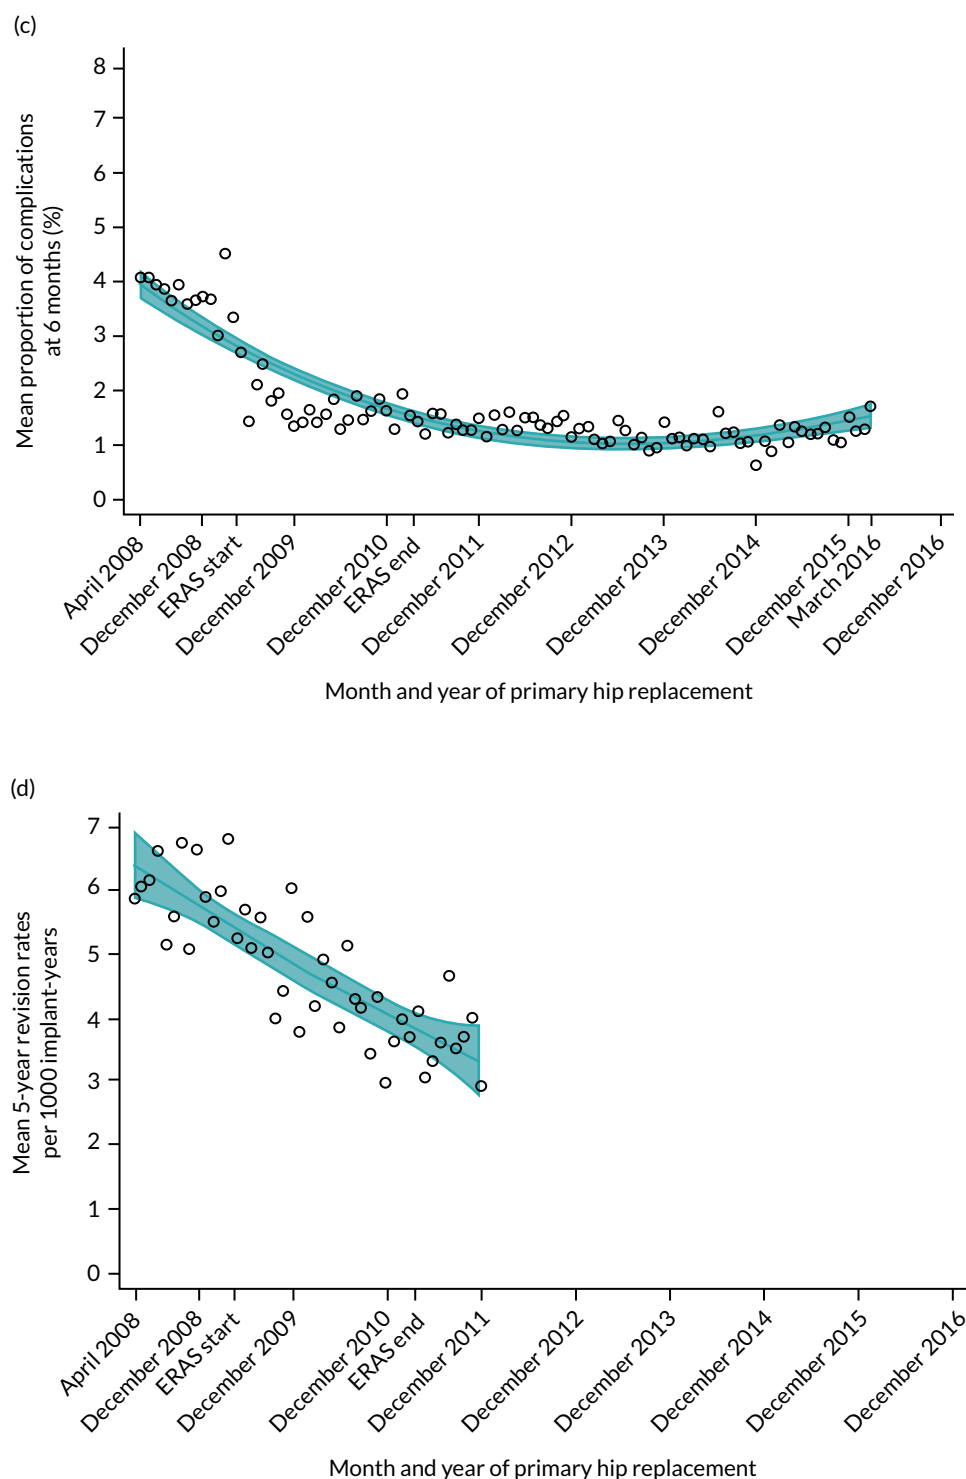 (c)
Mean proportion of complications
at 6 months (%)
8
7
6
5
4
3
2
1
0
April 2008
December 2008
ERAS start
December 2009
December 2010
ERAS end
December 2011
December 2012
December 2013
December 2014
December 2015
March 2016
December 2016
Month and year of primary hip replacement
(d)
Mean 5-year revision rates
per 1000 implant-years
7
6
5
4
3
2
1
0
April 2008
December 2008
ERAS start
December 2009
December 2010
ERAS end
December 2011
December 2012
December 2013
December 2014
December 2015
December 2016
Month and year of primary hip replacement